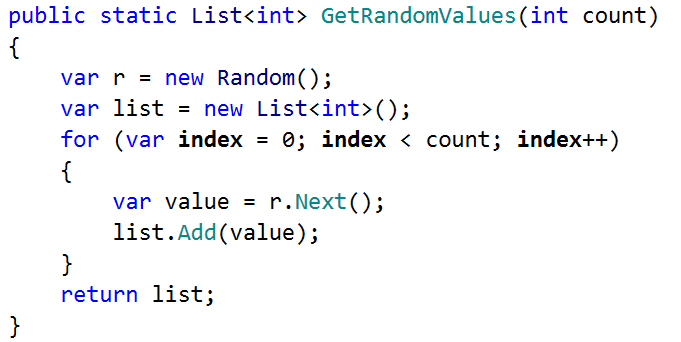 public static List<int> GetRandomValues(int count)
{
    var r = new Random();
    var list = new List<int>();
    for (var index = 0; index < count; index++)
    {
        var value = r.Next();
        list.Add(value);
    }
    return list;
}